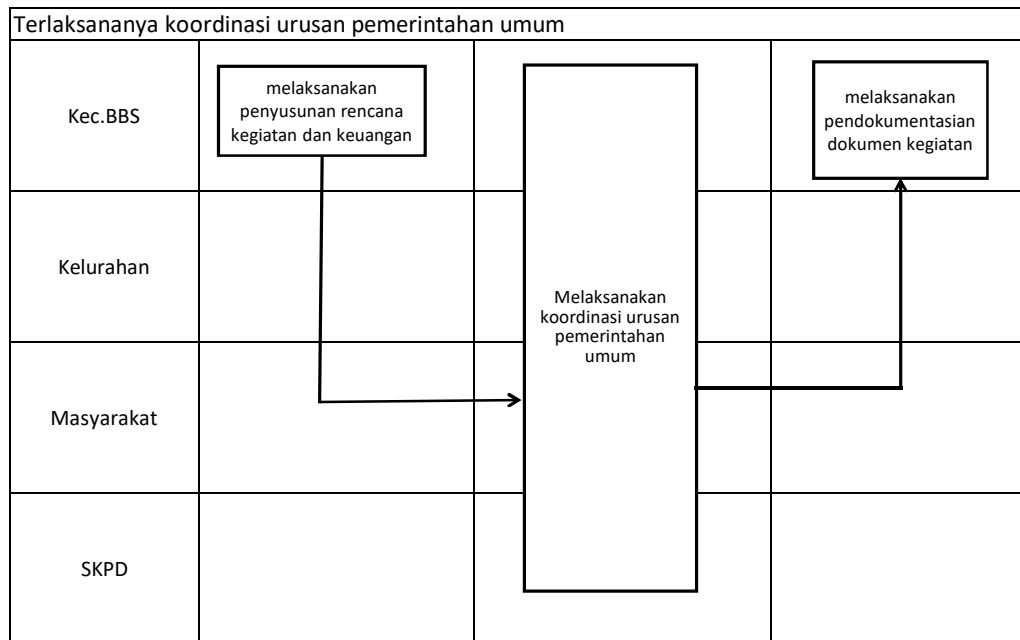 Terlaksananya koordinasi urusan pemerintahan umum
Kec.BBS
melaksanakan
penyusunan rencana
kegiatan dan keuangan
melaksanakan
pendokumentasian
dokumen kegiatan
Kelurahan
Melaksanakan
koordinasi urusan
pemerintahan
umum
Masyarakat
SKPD